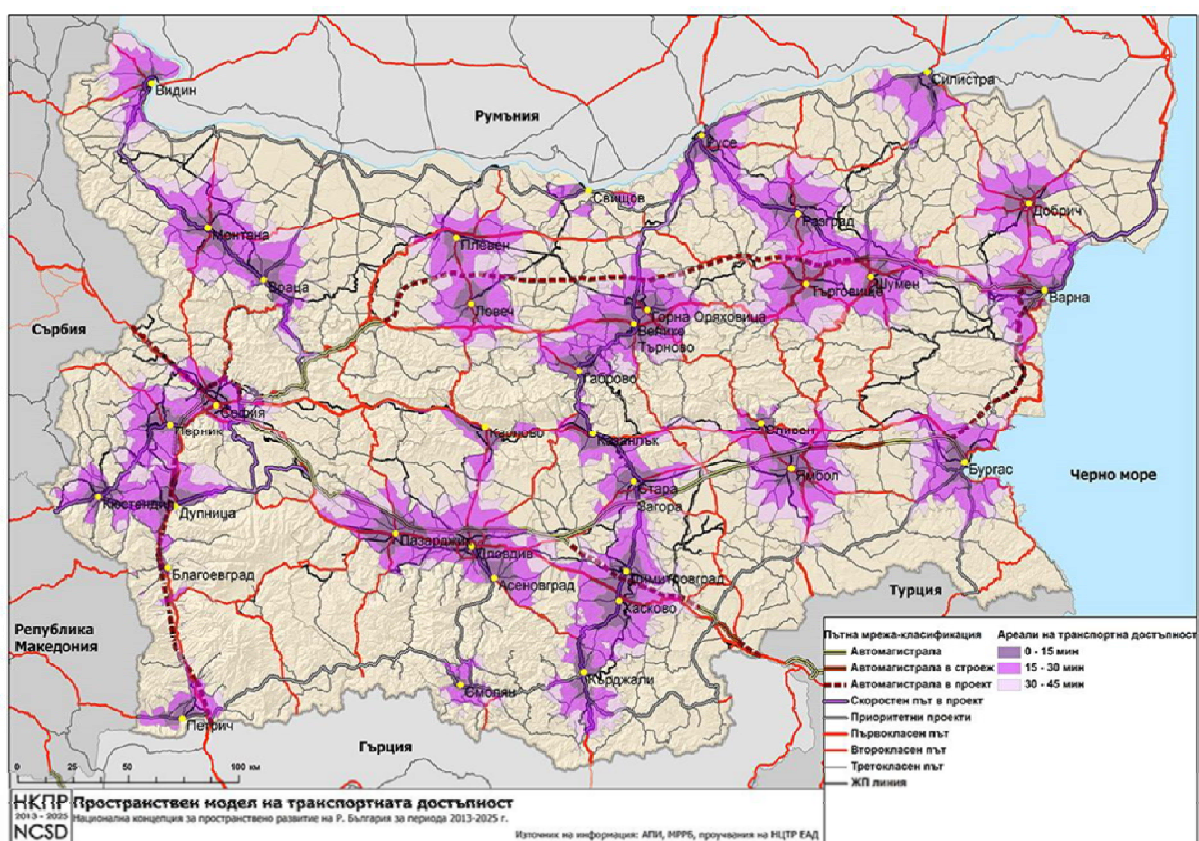 Видин
Силистра
Румъния
Русе
Свищов
Разград
Добрич
Монтана
Плевен
Враца
Ловеч
Търговище
Шумен
Варна
Горна Оряховица
Велико
Търново
Сърбия
Габрово
София
Перник
Карлово
Казанлък
Сливен
Ямбол
Бургас
Черно море
Кюстендил
Дупница
Стара
Загора
Пазарджик
Пловдив
Асеновград
Димитровград
Благоевград
Хасково
Турция
Република
Македония
Кърджали
Смолян
Петрич
Гърция
Пътна мрежа-класификация
Автомагистрала
Автомагистрала в строеж
Автомагистрала в проект
Скоростен път в проект
Приоритетни проекти
Първокласен път
Второкласен път
Третокласен път
ЖП линия
Ареали на транспортна достъпност
0 - 15 мин
15 - 30 мин
30 - 45 мин
0 25 50 100 км
НКПР
2013 - 2025
NCSD
Пространствен модел на транспортната достъпност
Национална концепция за пространствено развитие на Р. България за периода 2013-2025 г.
Източник на информация: АПИ, МРРБ, проучвания на НЦТР ЕАД